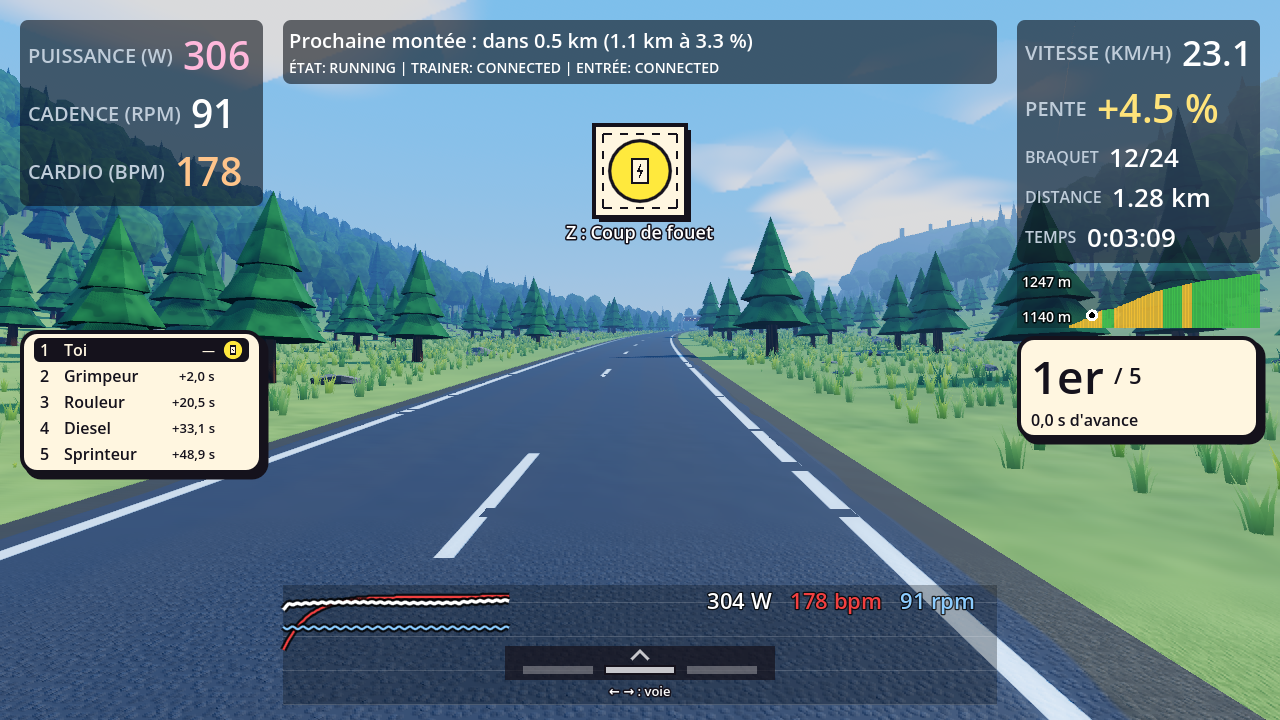 PUISSANCE (W) 306
CADENCE (RPM) 91
CARDIO (BPM) 178
Prochaine montée : dans 0.5 km (1.1 km à 3.3 %)
ÉTAT: RUNNING | TRAINER: CONNECTED | ENTRÉE: CONNECTED
VITESSE (KM/H) 23.1
PENTE +4.5 %
BRAQUET 12/24
DISTANCE 1.28 km
TEMPS 0:03:09
1247 m
1140 m
Z : Coup de fouet
1 Toi —
2 Grimpeur +2,0 s
3 Rouleur +20,5 s
4 Diesel +33,1 s
5 Sprinteur +48,9 s
1er / 5
0,0 s d'avance
304 W 178 bpm 91 rpm
← → : voie